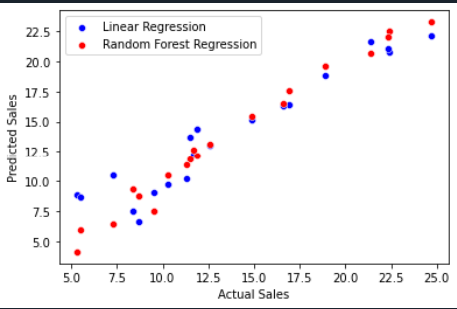 Linear Regression
Random Forest Regression
Predicted Sales
22.5
20.0
17.5
15.0
12.5
10.0
7.5
5.0
5.0 7.5 10.0 12.5 15.0 17.5 20.0 22.5 25.0
Actual Sales